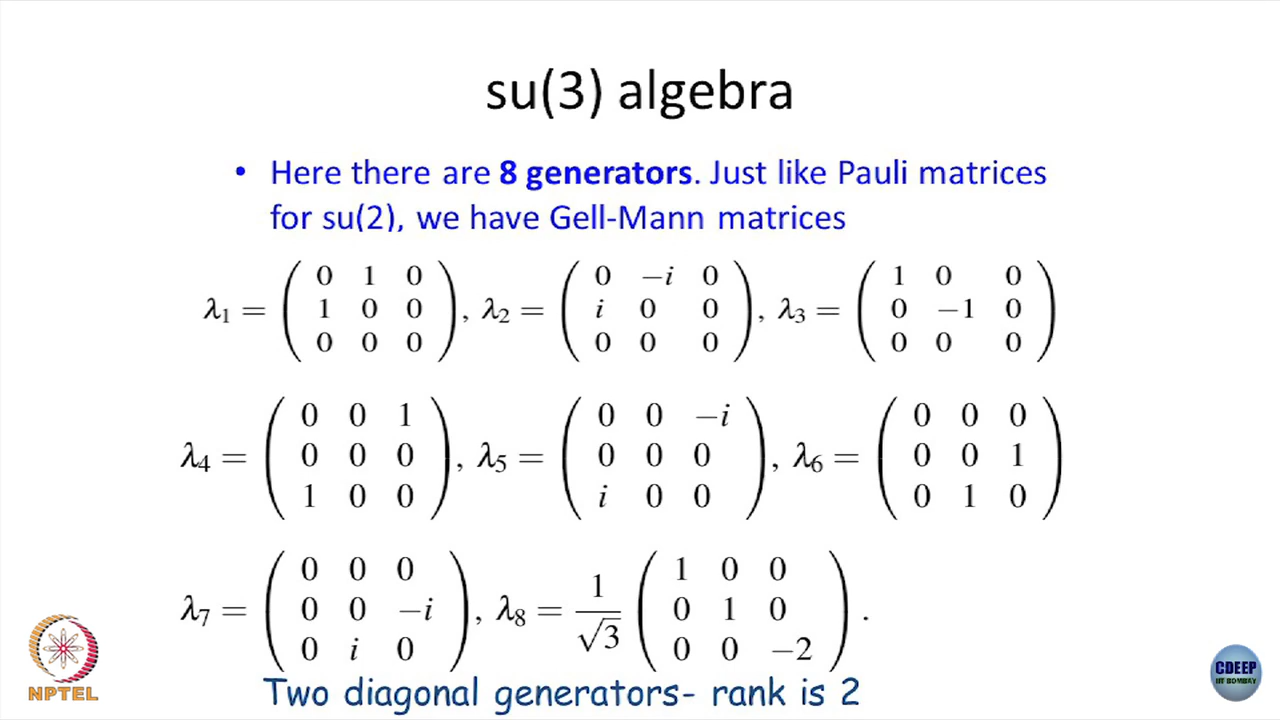 su(3) algebra
• Here there are 8 generators. Just like Pauli matrices
for su(2), we have Gell-Mann matrices
λ₁ = ( 0 1 0 ; 1 0 0 ; 0 0 0 ), λ₂ = ( 0 −i 0 ; i 0 0 ; 0 0 0 ), λ₃ = ( 1 0 0 ; 0 −1 0 ; 0 0 0 )
λ₄ = ( 0 0 1 ; 0 0 0 ; 1 0 0 ), λ₅ = ( 0 0 −i ; 0 0 0 ; i 0 0 ), λ₆ = ( 0 0 0 ; 0 0 1 ; 0 1 0 )
λ₇ = ( 0 0 0 ; 0 0 −i ; 0 i 0 ), λ₈ = 1/√3 ( 1 0 0 ; 0 1 0 ; 0 0 −2 ).
Two diagonal generators- rank is 2
NPTEL
CDEEP
IIT BOMBAY